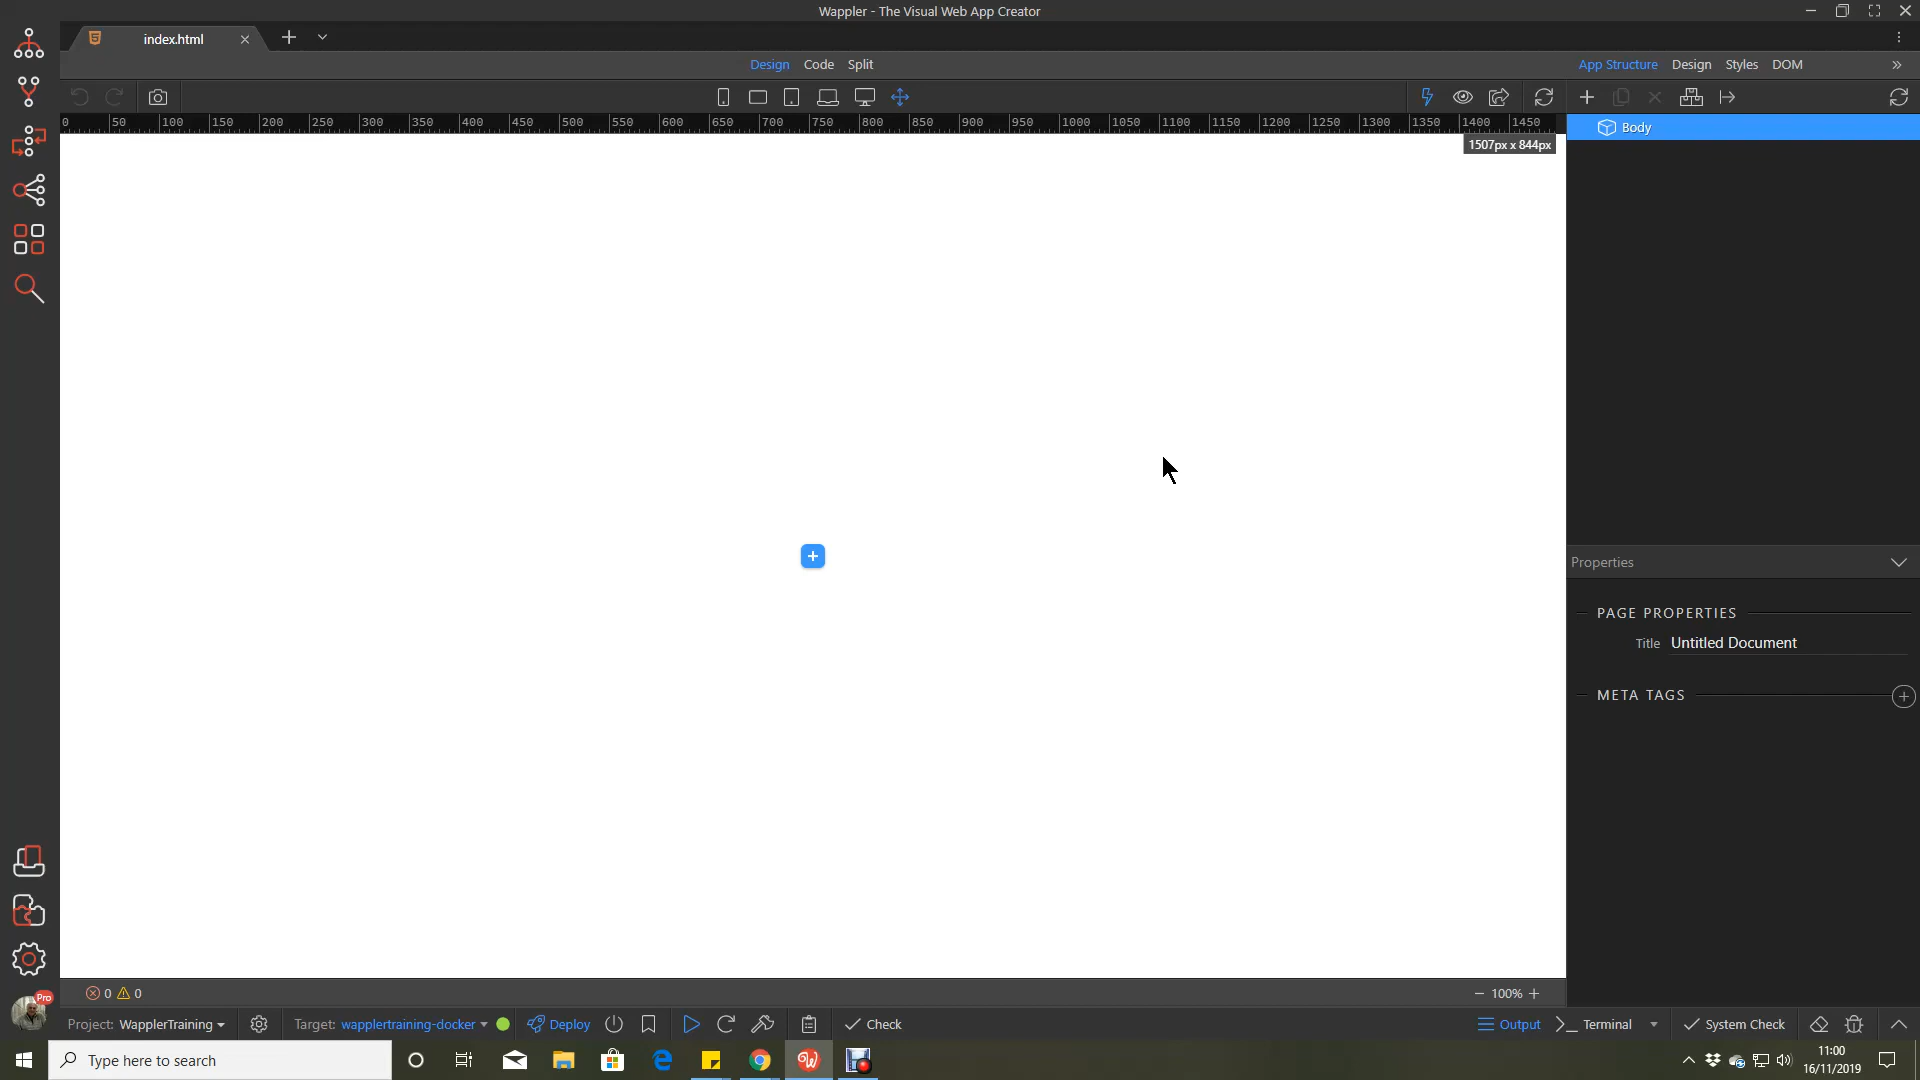 Wappler - The Visual Web App Creator
index.html
Design Code Split
App Structure Design Styles DOM
0 50 100 150 200 250 300 350 400 450 500 550 600 650 700 750 800 850 900 950 1000 1050 1100 1150 1200 1250 1300 1350 1400 1450
Body
1507px x 844px
Properties
PAGE PROPERTIES
Title Untitled Document
META TAGS
0 0
100%
Pro
Project: WapplerTraining
Target: wapplertraining-docker
Deploy
Check
Output
Terminal
System Check
Type here to search
11:00
16/11/2019